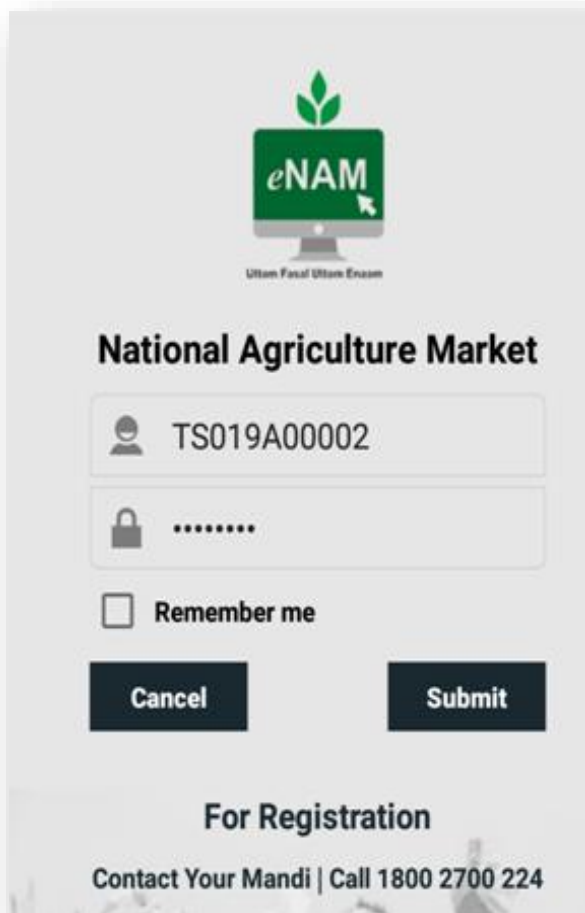 eNAM
Uttam Fasal Uttam Enaam
National Agriculture Market
TS019A00002
••••••••
Remember me
Cancel Submit
For Registration
Contact Your Mandi | Call 1800 2700 224